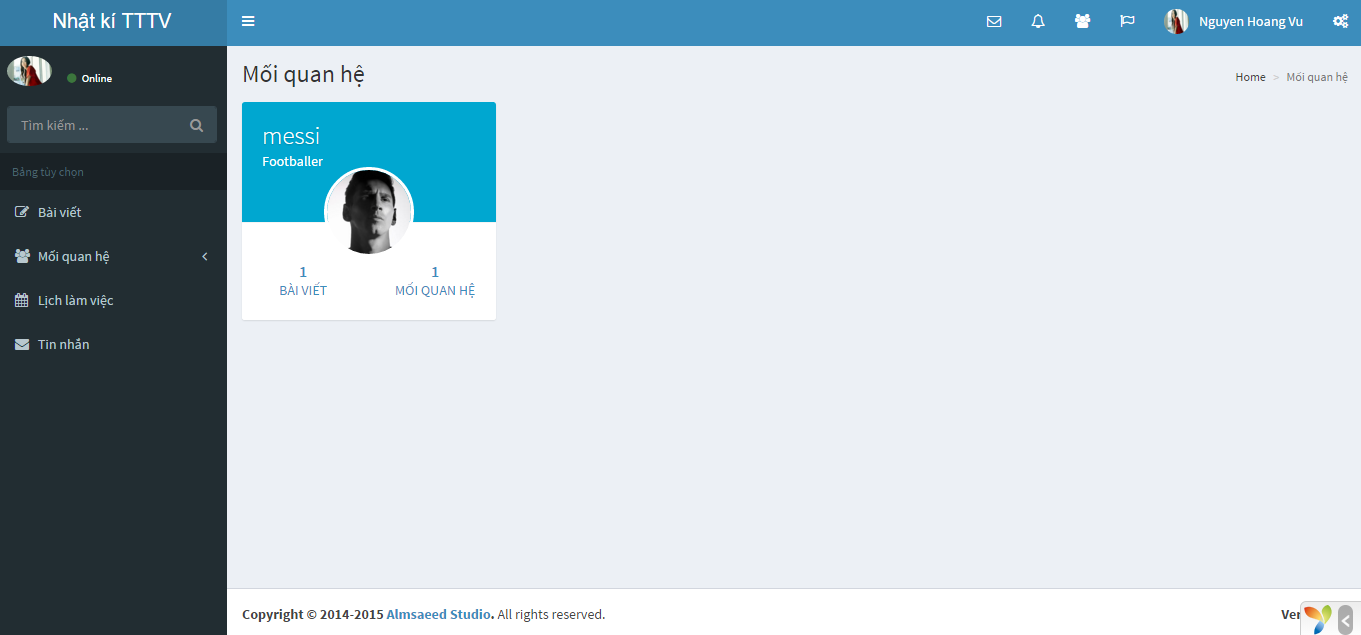 Nhật kí TTTV
Nguyen Hoang Vu
Online
Tìm kiếm ...
Bảng tùy chọn
Bài viết
Mối quan hệ
Lịch làm việc
Tin nhắn
Mối quan hệ
Home > Mối quan hệ
messi
Footballer
1
BÀI VIẾT
1
MỐI QUAN HỆ
Copyright © 2014-2015 Almsaeed Studio. All rights reserved.